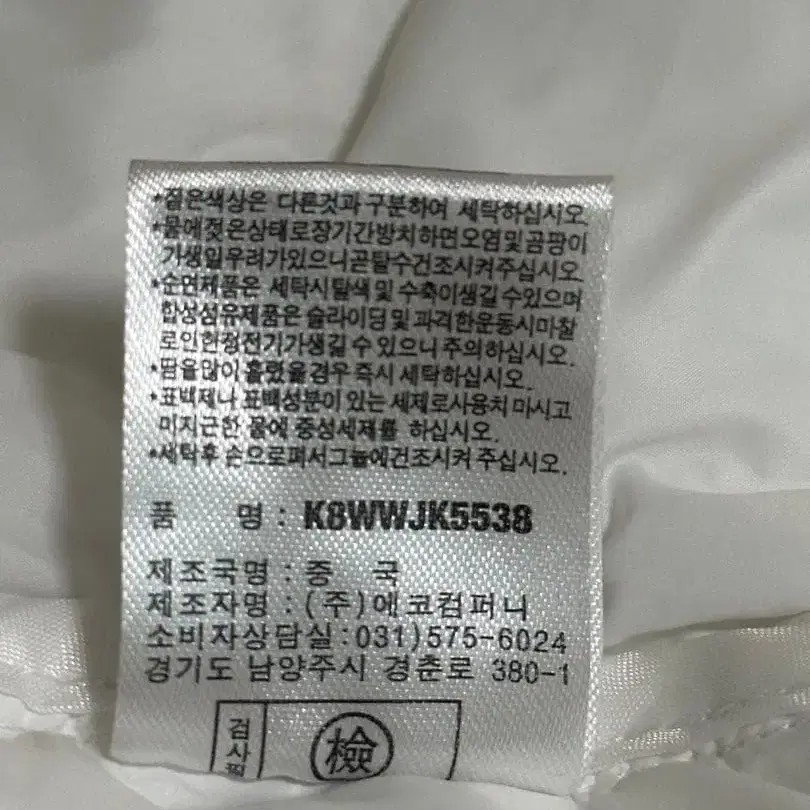 *짙은색상은 다른것과 구분하여 세탁하십시오.
*물에젖은상태로장기간방치하면오염및곰팡이
가생길우려가있으니곧탈수건조시켜주십시오.
*순면제품은 세탁시탈색 및 수축이생길 수있으며
합성섬유제품은 슬라이딩 및 과격한운동시마찰
로인한정전기가생길 수 있으니 주의하십시오.
*땀을많이 흘렸을경우 즉시 세탁하십시오.
*표백제나 표백성분이 있는 세제로사용치 마시고
미지근한 물에 중성세제를 하십시오.
*세탁후 손으로펴서그늘에건조시켜 주십시오.
품 명 : K8WWJK5538
제조국명 : 중 국
제조자명 : (주)에코컴퍼니
소비자상담실:031)575-6024
경기도 남양주시 경춘로 380-1
검사필
檢